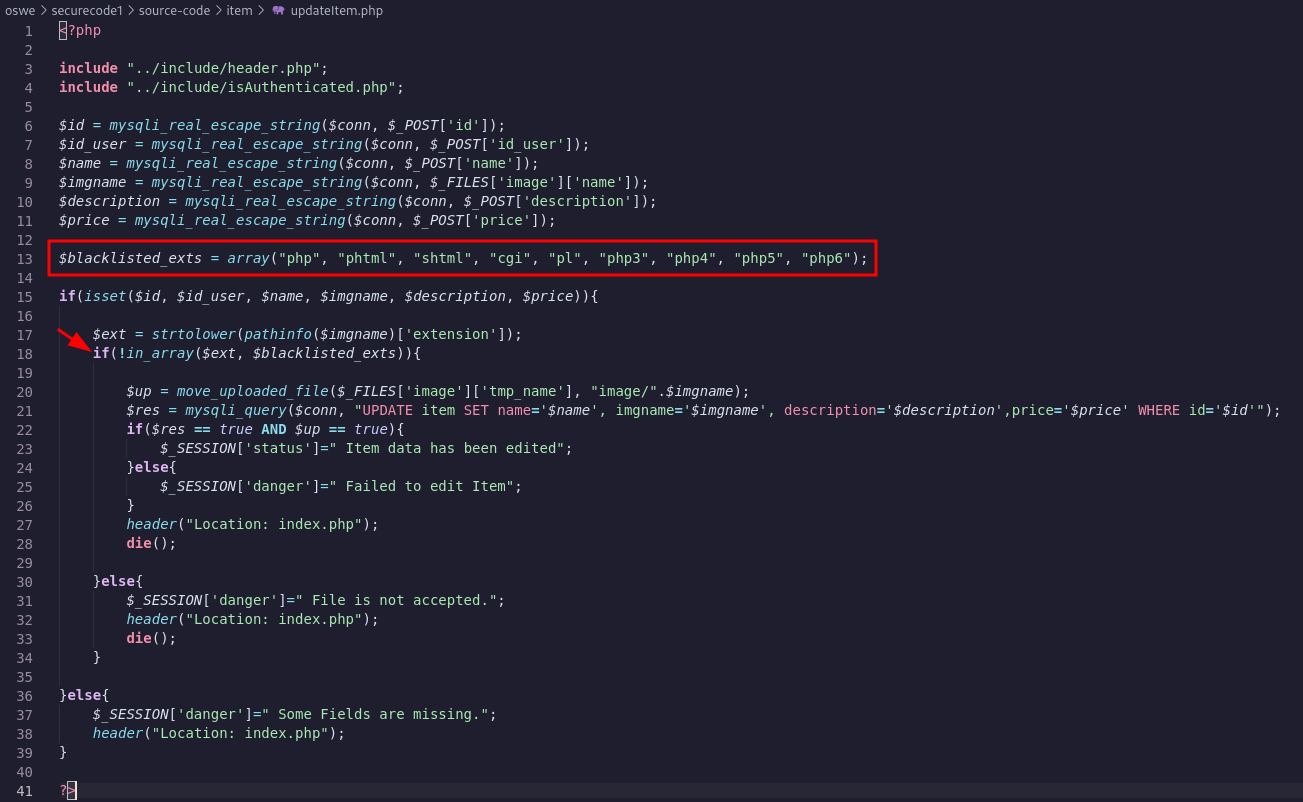 oswe > securecode1 > source-code > item > updateItem.php
1 <?php
2
3 include "../include/header.php";
4 include "../include/isAuthenticated.php";
5
6 $id = mysqli_real_escape_string($conn, $_POST['id']);
7 $id_user = mysqli_real_escape_string($conn, $_POST['id_user']);
8 $name = mysqli_real_escape_string($conn, $_POST['name']);
9 $imgname = mysqli_real_escape_string($conn, $_FILES['image']['name']);
10 $description = mysqli_real_escape_string($conn, $_POST['description']);
11 $price = mysqli_real_escape_string($conn, $_POST['price']);
12
13 $blacklisted_exts = array("php", "phtml", "shtml", "cgi", "pl", "php3", "php4", "php5", "php6");
14
15 if(isset($id, $id_user, $name, $imgname, $description, $price)){
16
17 $ext = strtolower(pathinfo($imgname)['extension']);
18 if(!in_array($ext, $blacklisted_exts)){
19
20 $up = move_uploaded_file($_FILES['image']['tmp_name'], "image/".$imgname);
21 $res = mysqli_query($conn, "UPDATE item SET name='$name', imgname='$imgname', description='$description',price='$price' WHERE id='$id'");
22 if($res == true AND $up == true){
23 $_SESSION['status']=" Item data has been edited";
24 }else{
25 $_SESSION['danger']=" Failed to edit Item";
26 }
27 header("Location: index.php");
28 die();
29
30 }else{
31 $_SESSION['danger']=" File is not accepted.";
32 header("Location: index.php");
33 die();
34 }
35
36 }else{
37 $_SESSION['danger']=" Some Fields are missing.";
38 header("Location: index.php");
39 }
40
41 ?>